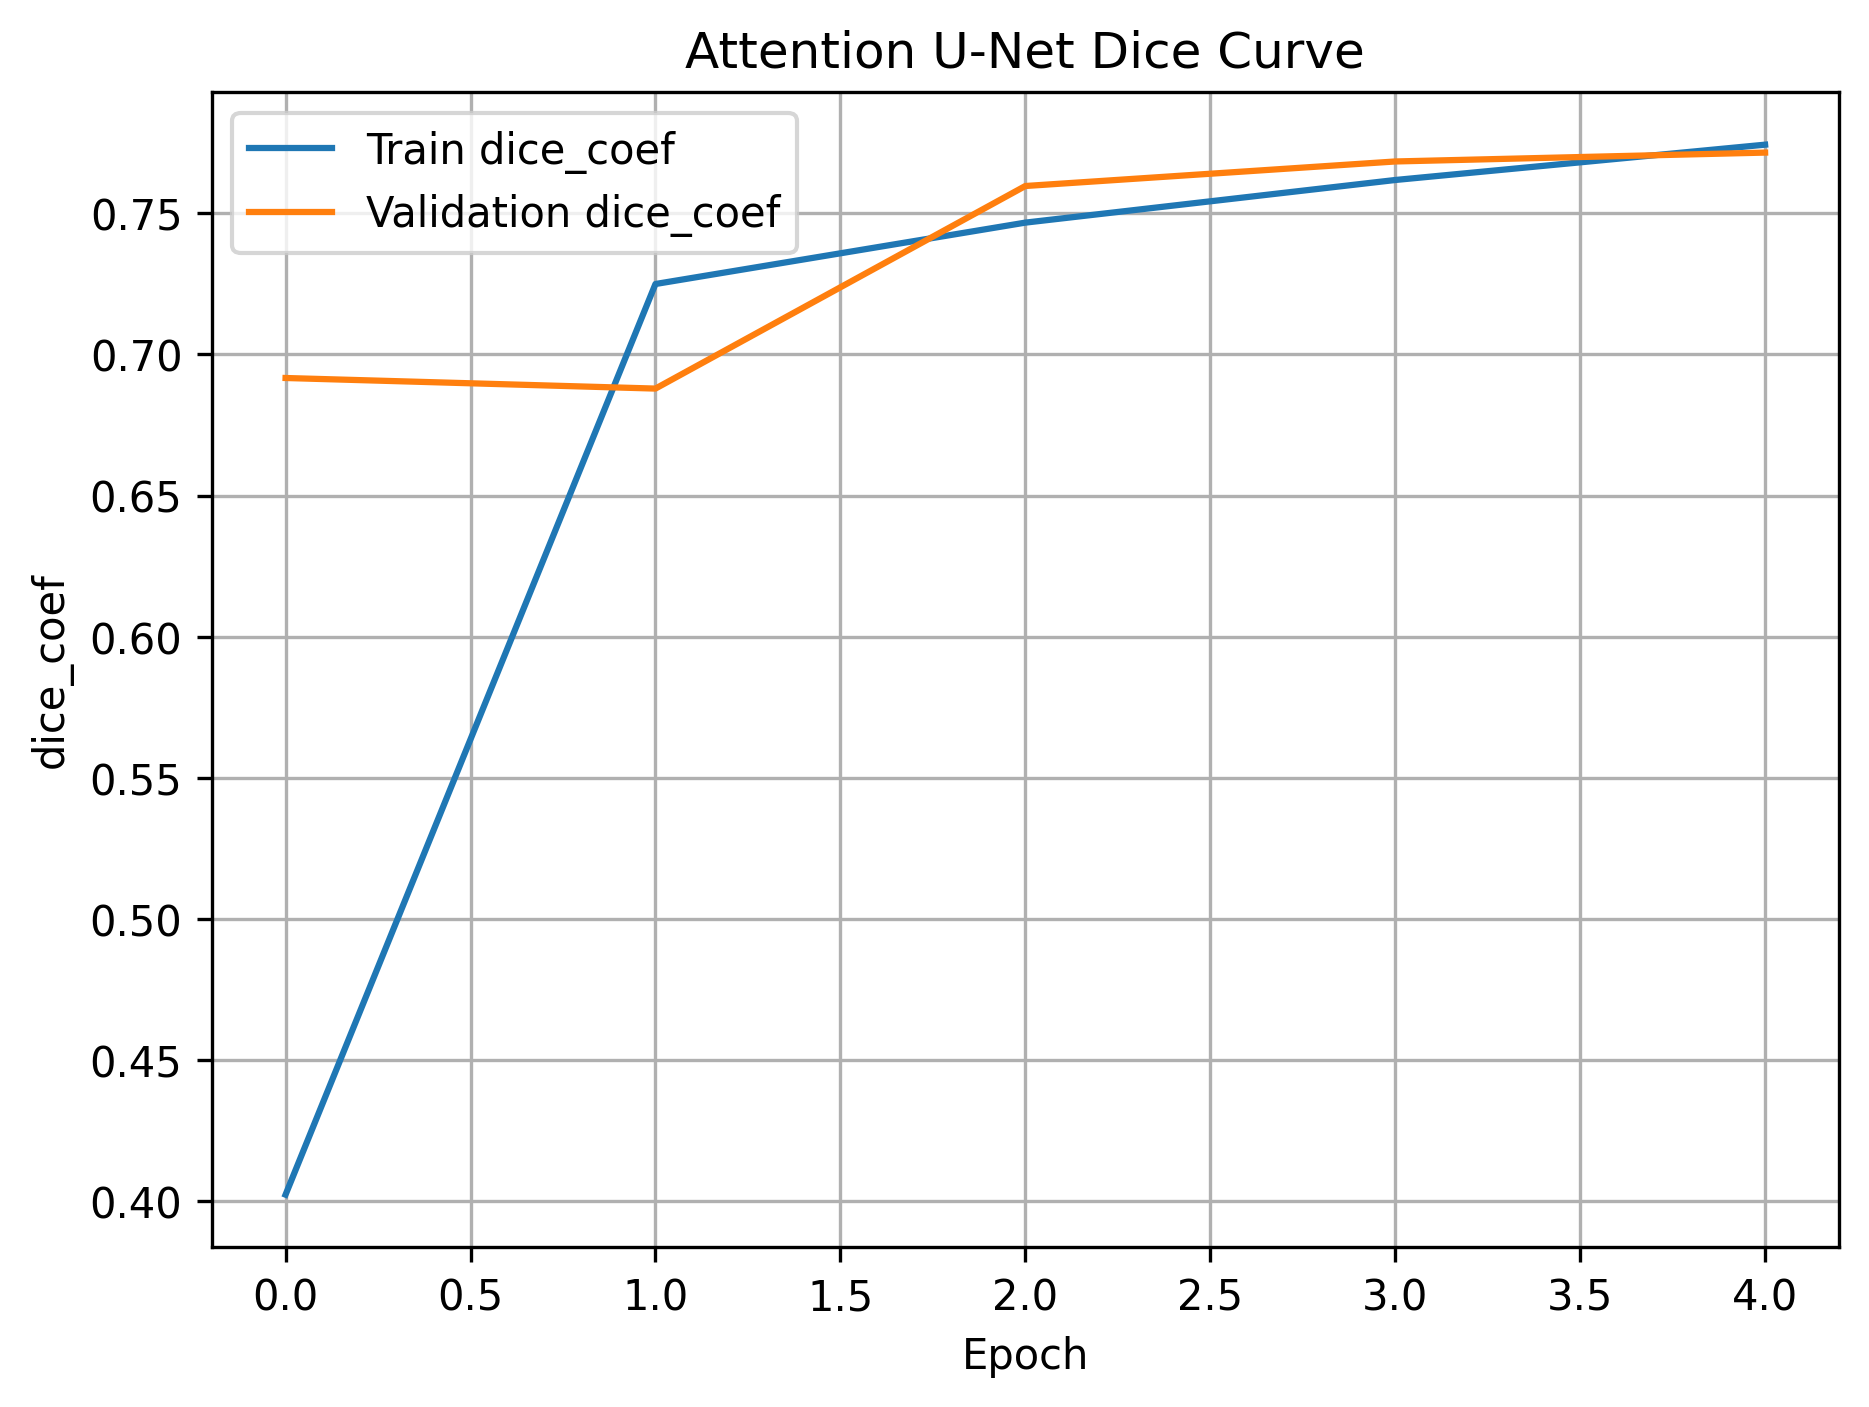 Attention U-Net Dice Curve
Train dice_coef
Validation dice_coef
dice_coef
0.75
0.70
0.65
0.60
0.55
0.50
0.45
0.40
0.0 0.5 1.0 1.5 2.0 2.5 3.0 3.5 4.0
Epoch